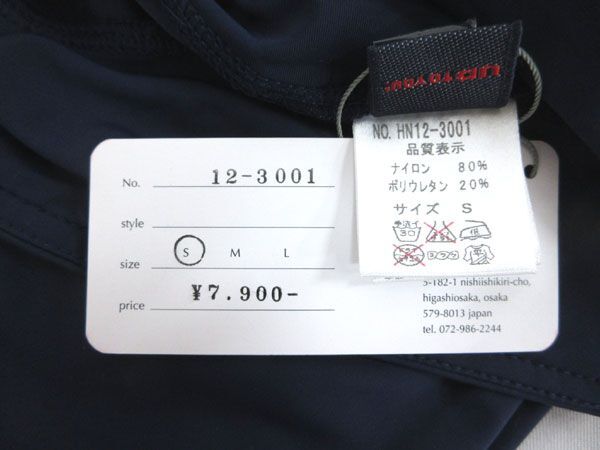 NO. HN12-3001
品質表示
ナイロン 80%
ポリウレタン 20%
サイズ S
No. 12-3001
style
size S M L
price ¥7.900-
5-182-1 nishiishikiri-cho,
higashiosaka, osaka
579-8013 japan
tel. 072-986-2244